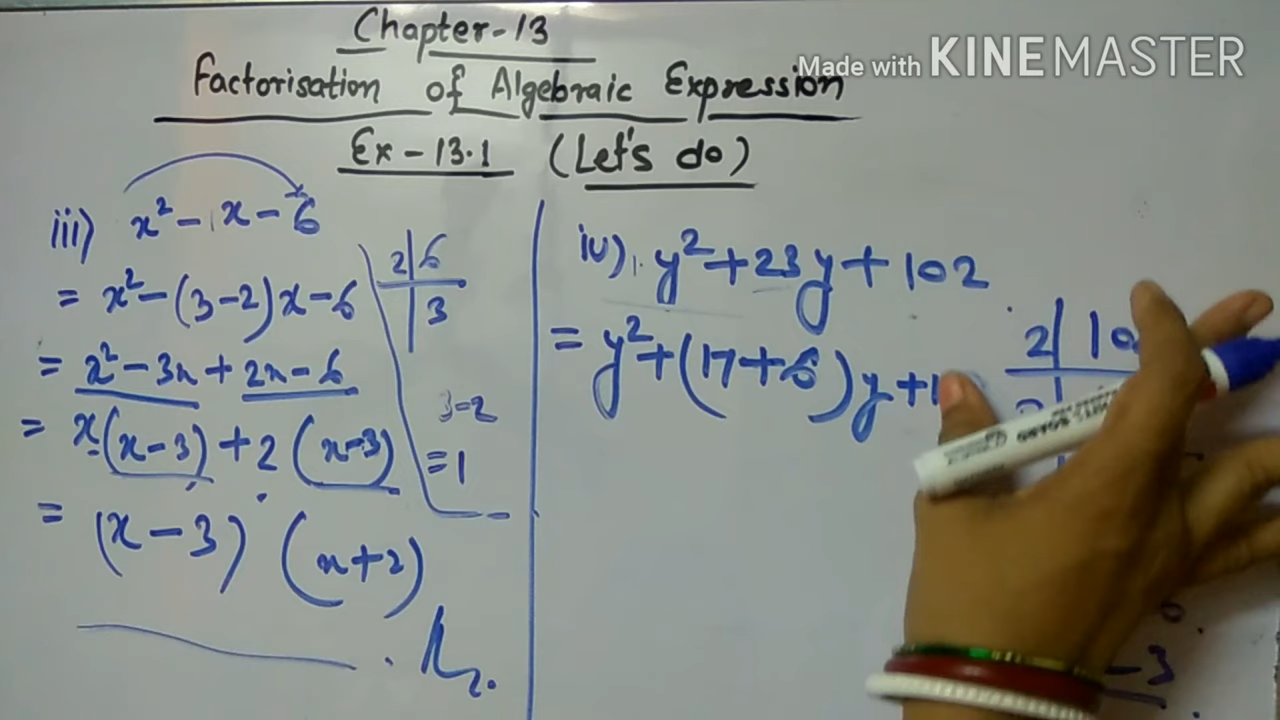 Made with KINEMASTER
Chapter-13
Factorisation of Algebraic Expression
Ex - 13.1 (Let's do)
iii) x² - 1x - 6
= x² - (3-2)x - 6
= x² - 3x + 2x - 6
= x(x-3) + 2(x-3)
= (x-3)(x+2)
2|6
|3
3-2
=1
iv) y² + 23y + 102
= y² + (17+6)y + 1
2|10
-3